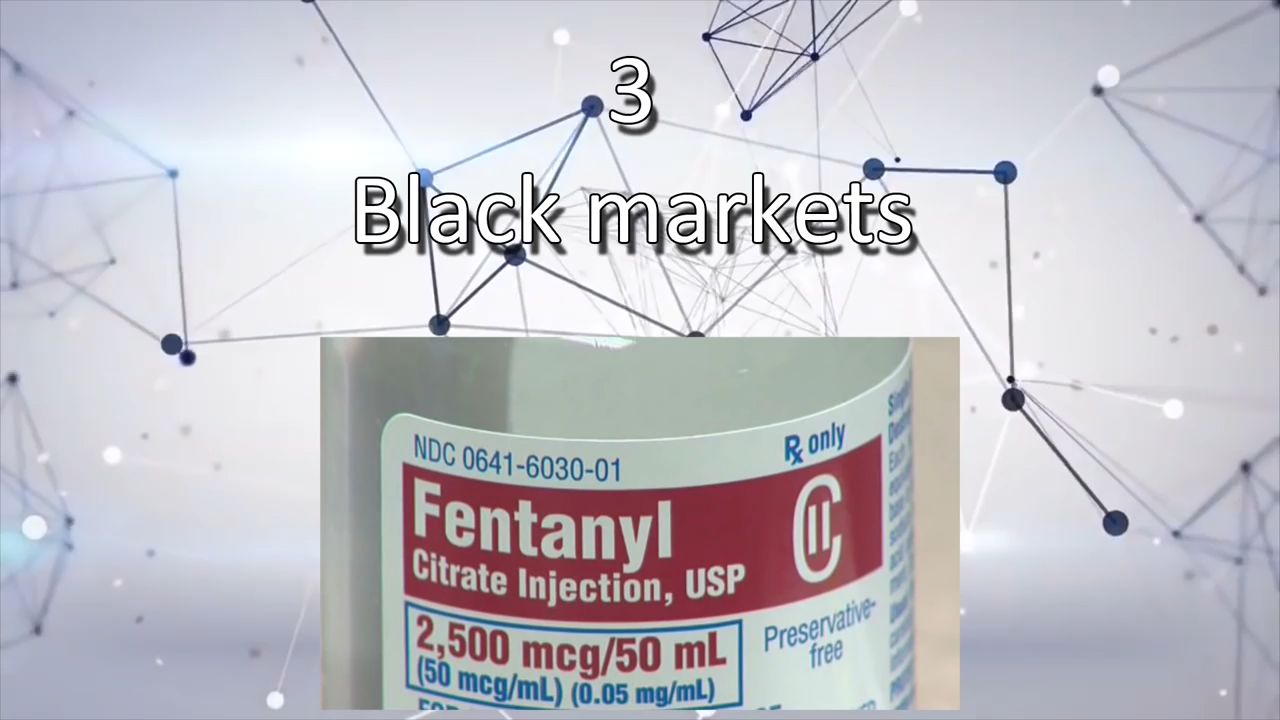 3
Black markets
NDC 0641-6030-01
Rx only
Fentanyl
CII
Citrate Injection, USP
2,500 mcg/50 mL
(50 mcg/mL) (0.05 mg/mL)
Preservative-
free